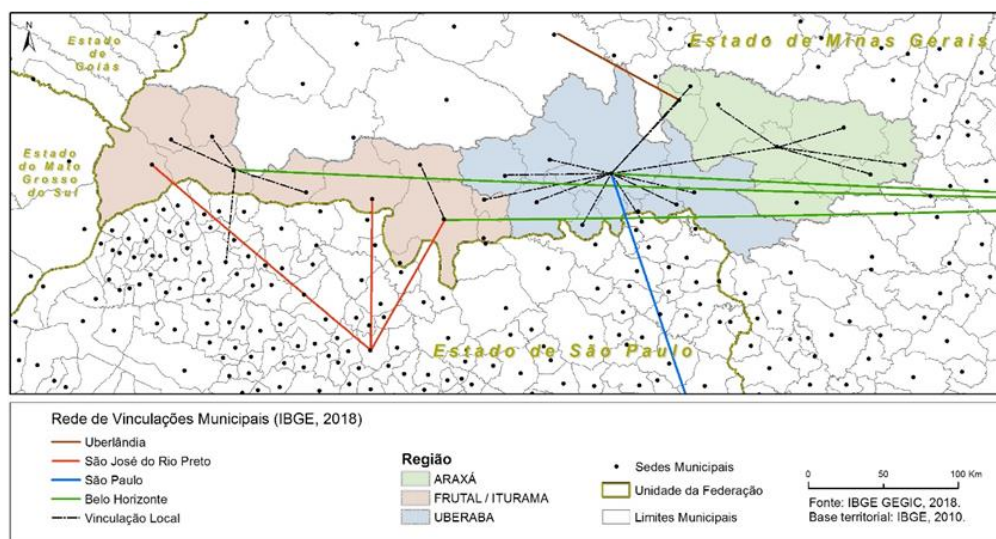 N
Estado
de
Goiás
Estado de Minas Gerais
Estado
do Mato
Grosso
do Sul
Estado de São Paulo
Rede de Vinculações Municipais (IBGE, 2018)
Uberlândia
São José do Rio Preto
São Paulo
Belo Horizonte
Vinculação Local
Região
ARAXÁ
FRUTAL / ITURAMA
UBERABA
Sedes Municipais
Unidade da Federação
Limites Municipais
0 50 100 Km
Fonte: IBGE GEGIC, 2018.
Base territorial: IBGE, 2010.